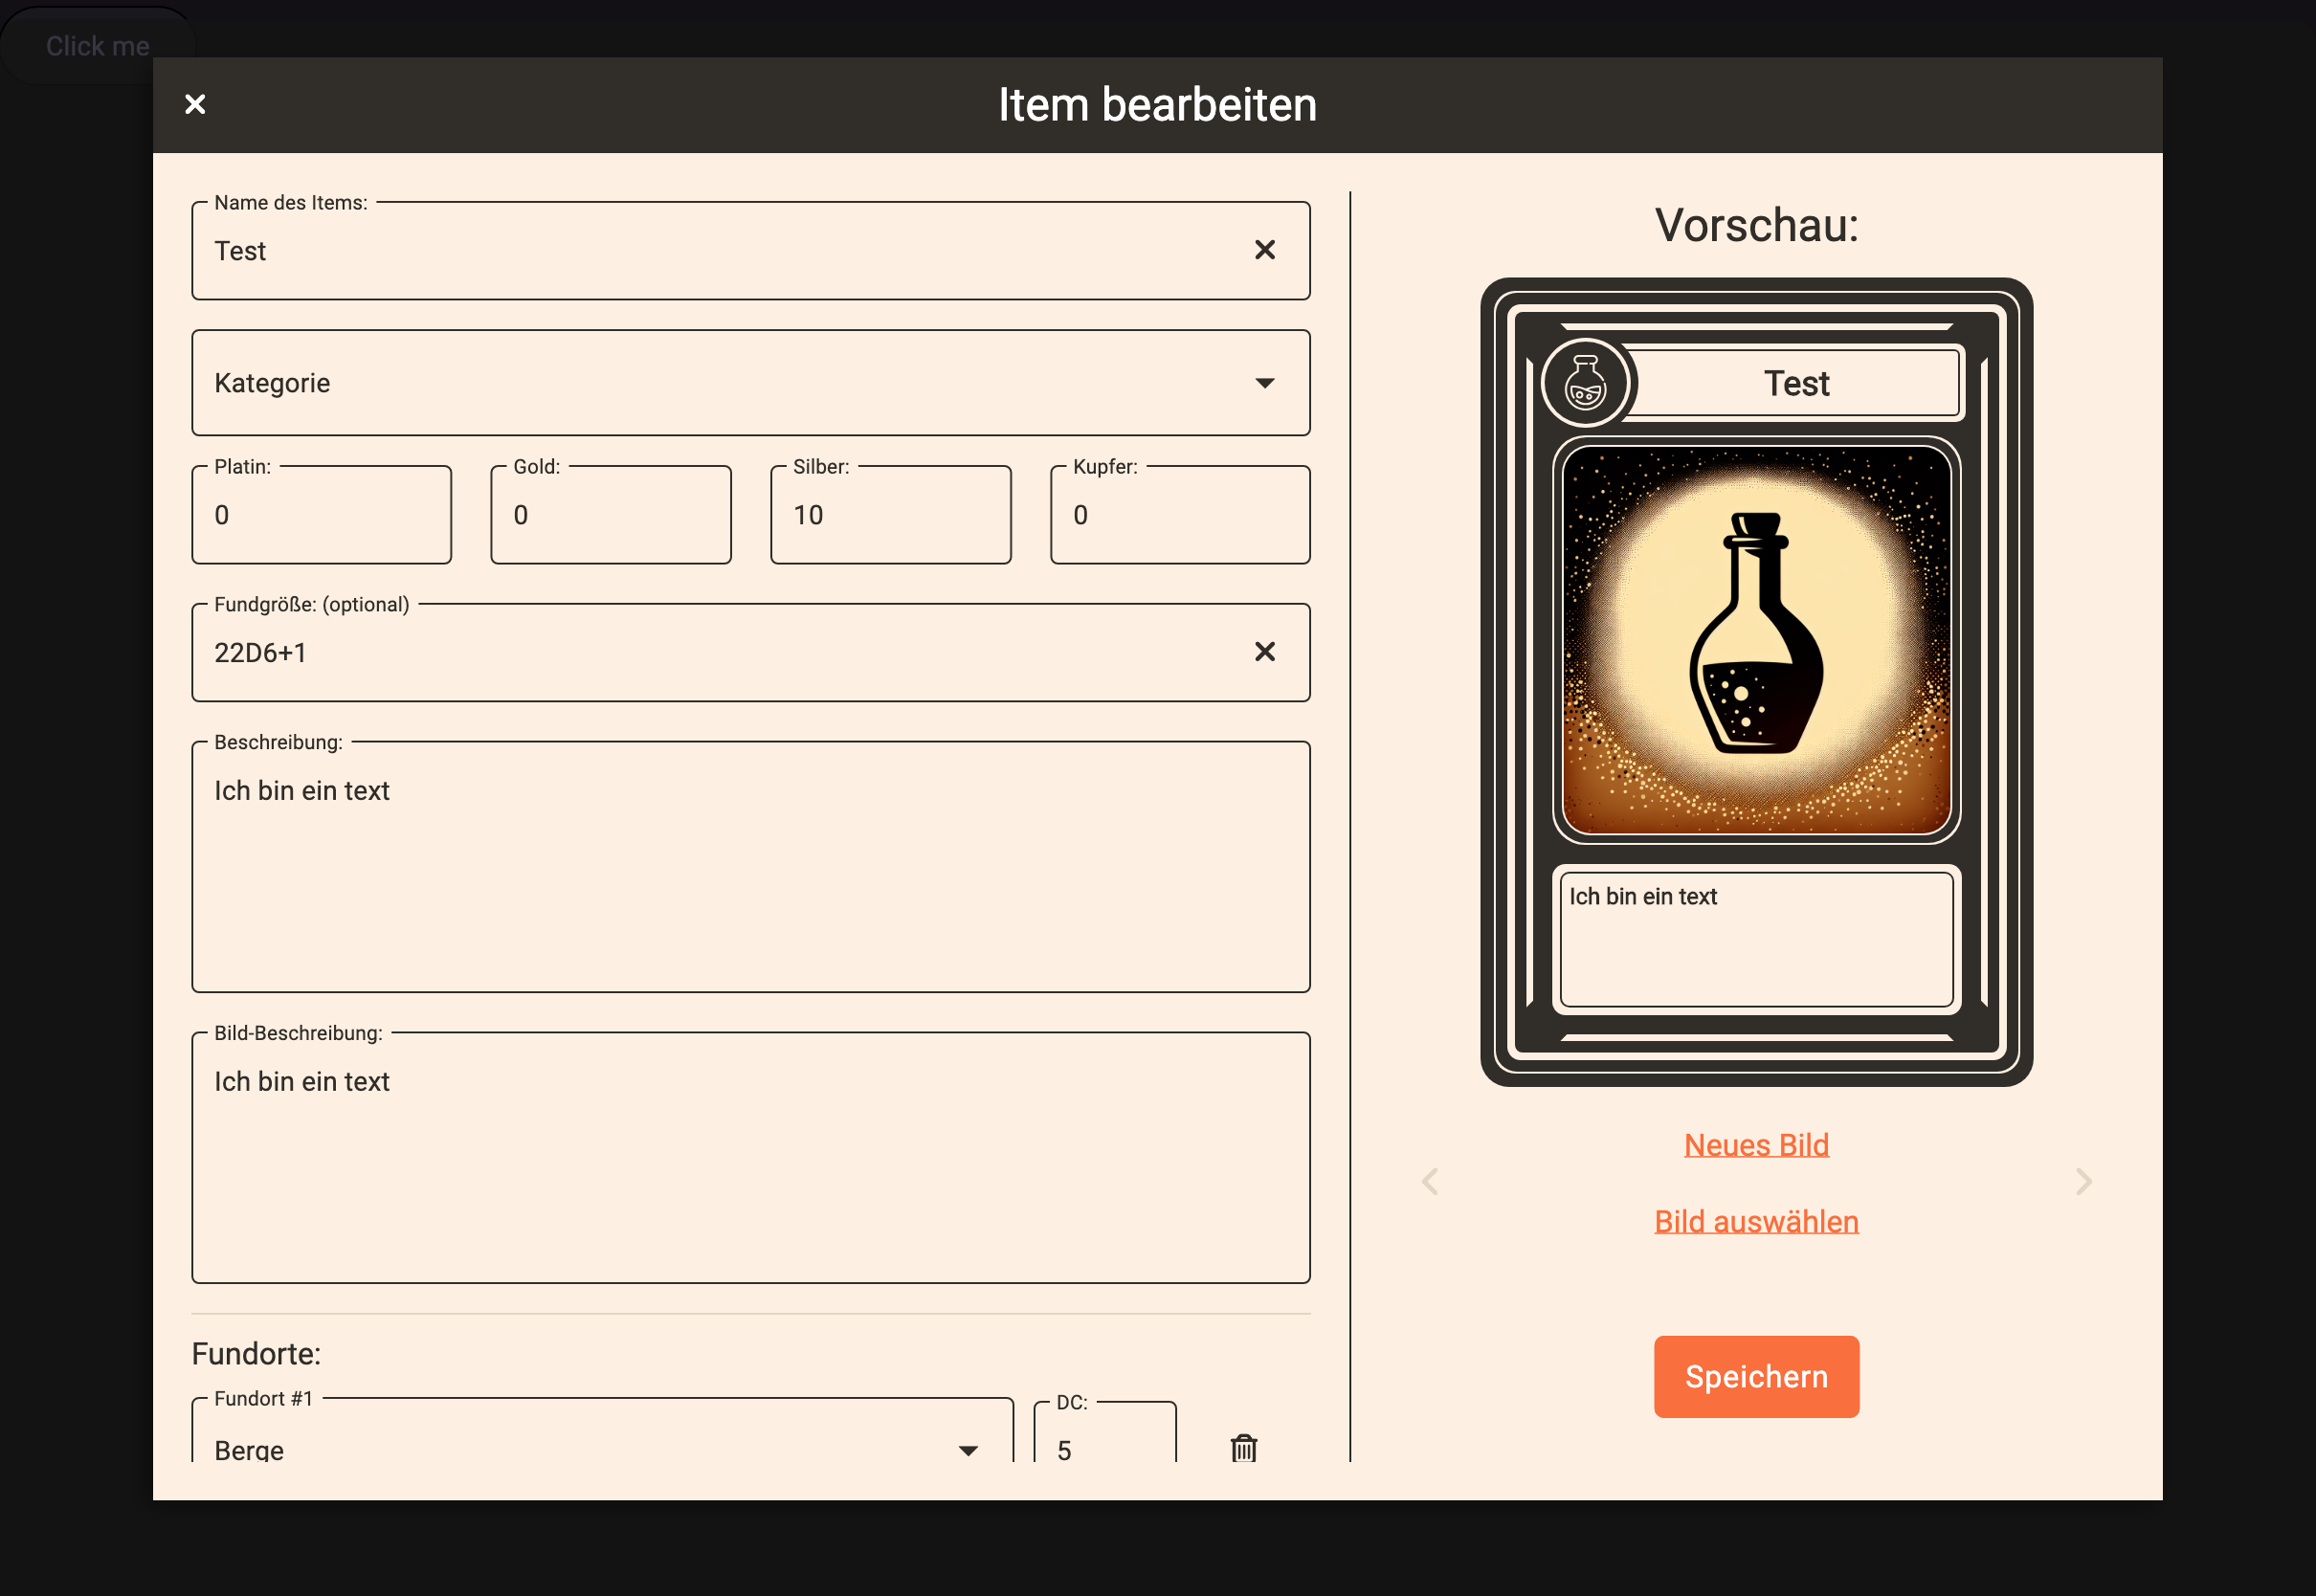 Click me
Item bearbeiten
Name des Items:
Test
Kategorie
Platin:
0
Gold:
0
Silber:
10
Kupfer:
0
Fundgröße: (optional)
22D6+1
Beschreibung:
Ich bin ein text
Bild-Beschreibung:
Ich bin ein text
Fundorte:
Fundort #1
Berge
DC:
5
Vorschau:
Test
Ich bin ein text
Neues Bild
Bild auswählen
Speichern